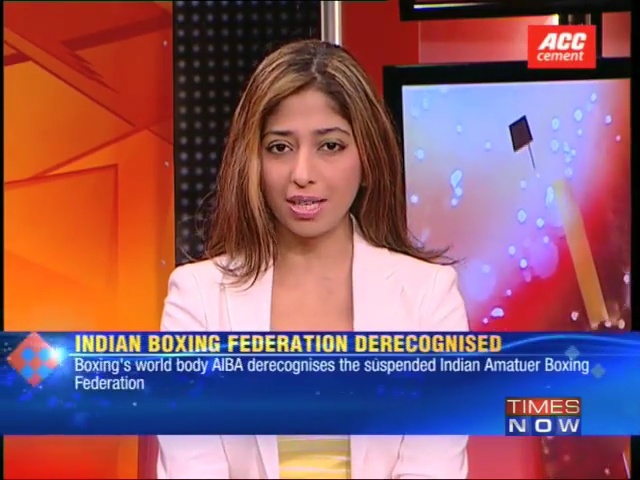 ACC
cement
INDIAN BOXING FEDERATION DERECOGNISED
Boxing's world body AIBA derecognises the suspended Indian Amatuer Boxing
Federation
TIMES
NOW